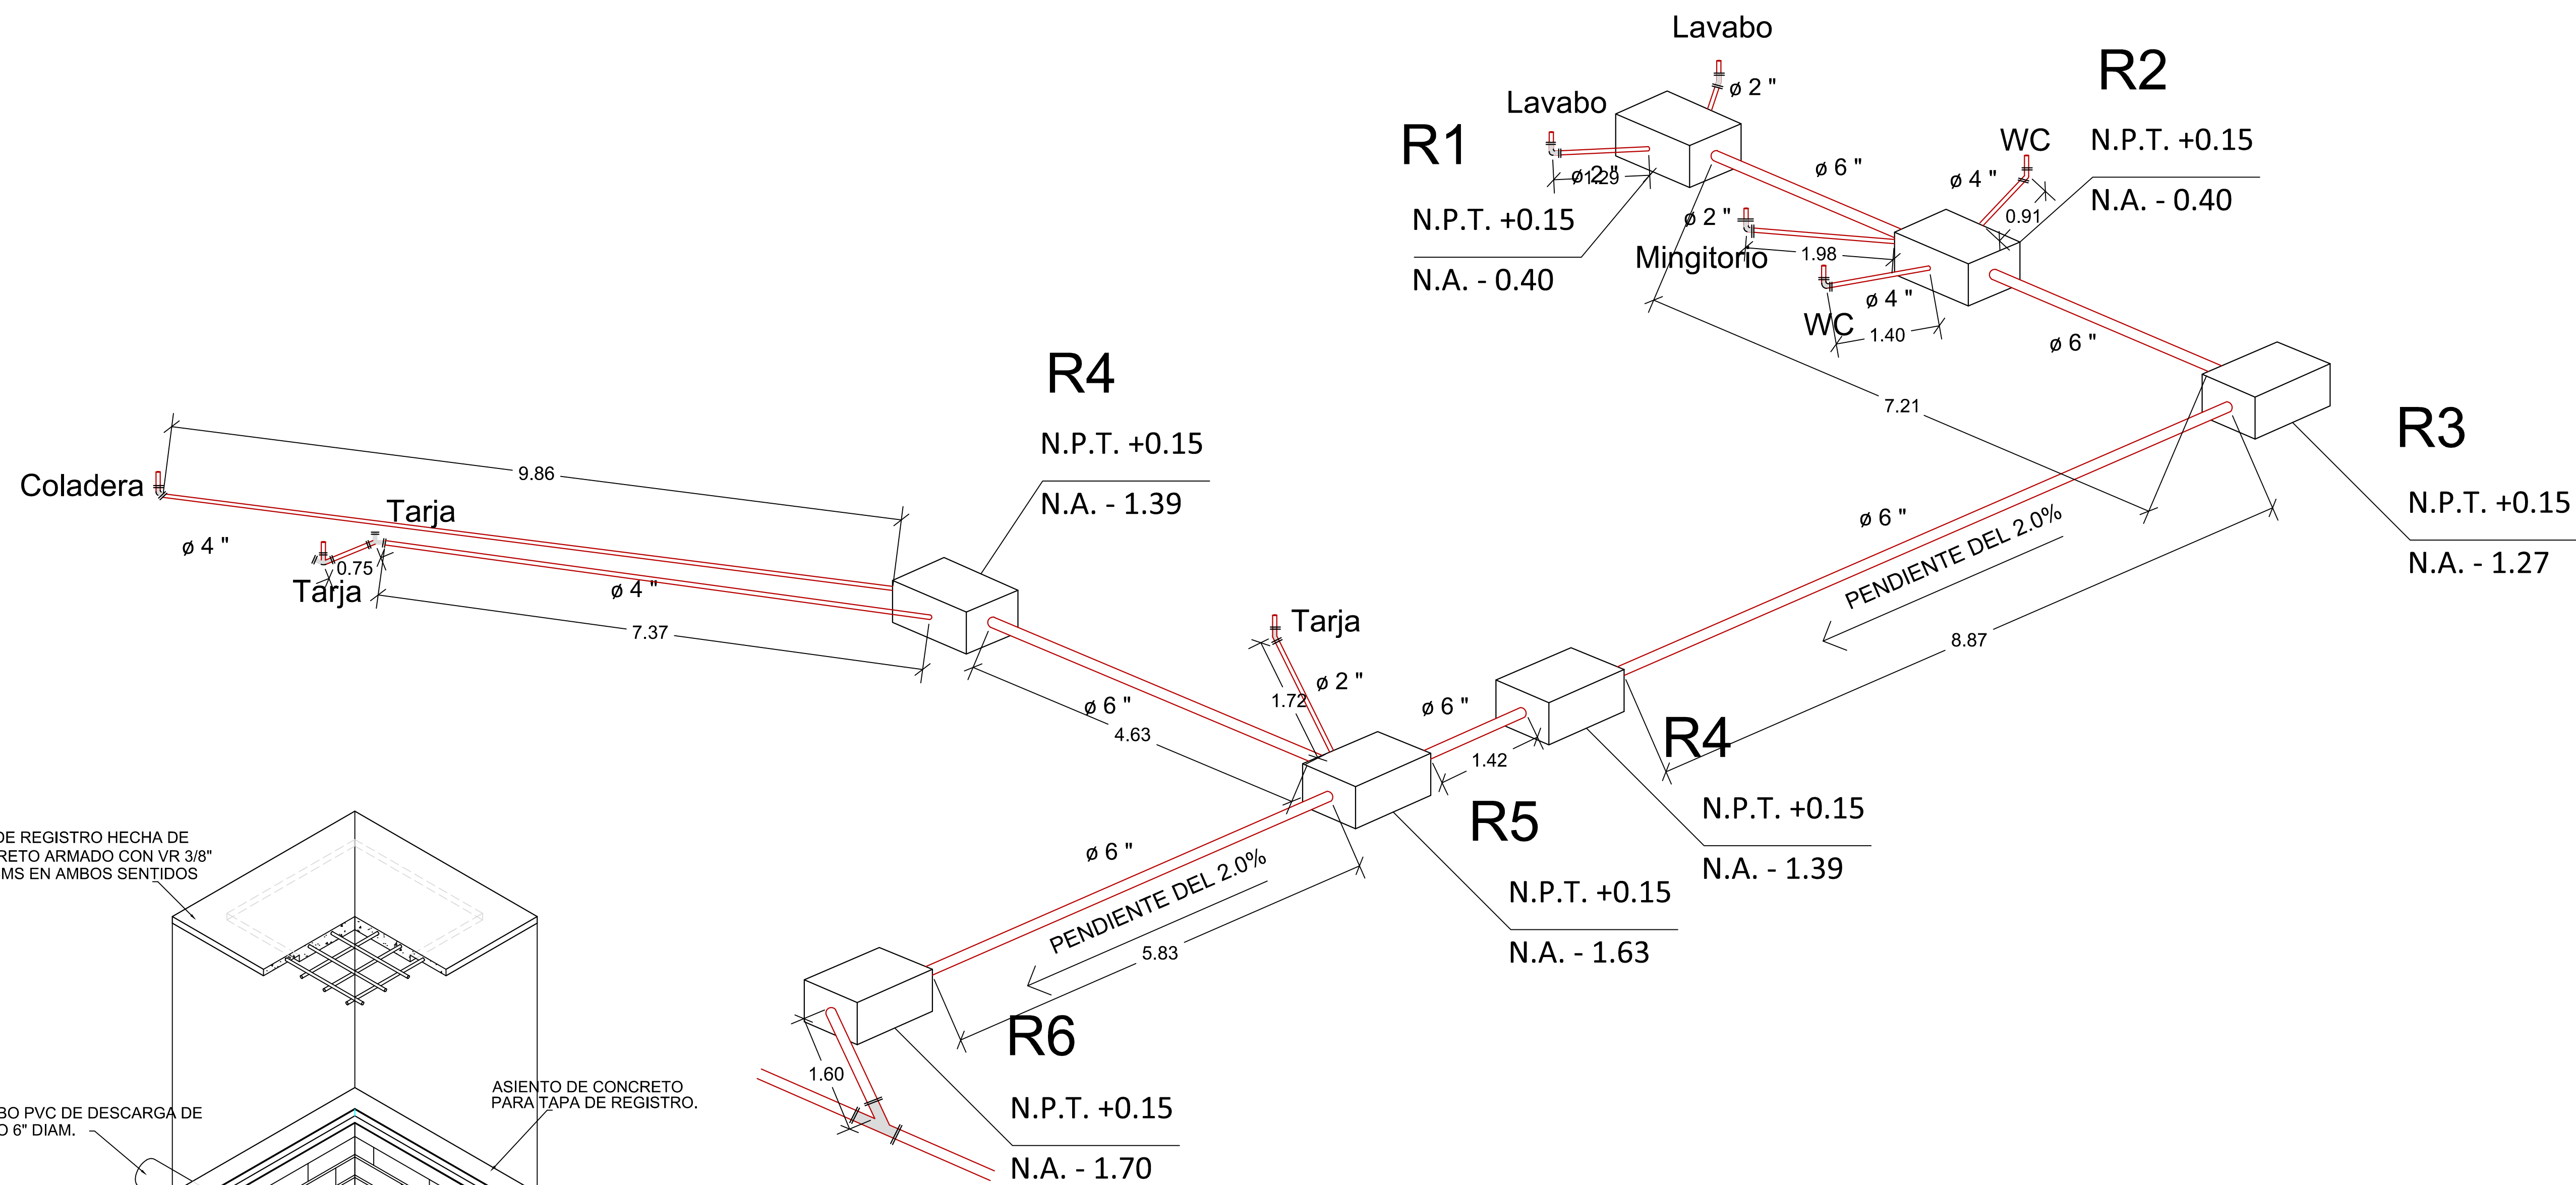 Lavabo
ø 2 "
Lavabo
R1
ø 2"
1.29
N.P.T. +0.15
N.A. - 0.40
R2
N.P.T. +0.15
N.A. - 0.40
WC
ø 6 "
ø 4 "
0.91
ø 2 "
Mingitorio
1.98
ø 4 "
WC
1.40
ø 6 "
7.21
R3
N.P.T. +0.15
N.A. - 1.27
ø 6 "
PENDIENTE DEL 2.0%
8.87
R4
N.P.T. +0.15
N.A. - 1.39
9.86
Coladera
Tarja
ø 4 "
0.75
Tarja
ø 4 "
7.37
Tarja
ø 2 "
1.72
ø 6 "
4.63
ø 6 "
1.42
R4
N.P.T. +0.15
N.A. - 1.39
R5
N.P.T. +0.15
N.A. - 1.63
ø 6 "
PENDIENTE DEL 2.0%
5.83
R6
N.P.T. +0.15
N.A. - 1.70
1.60
DE REGISTRO HECHA DE
RETO ARMADO CON VR 3/8"
MS EN AMBOS SENTIDOS
BO PVC DE DESCARGA DE
O 6" DIAM.
ASIENTO DE CONCRETO
PARA TAPA DE REGISTRO.